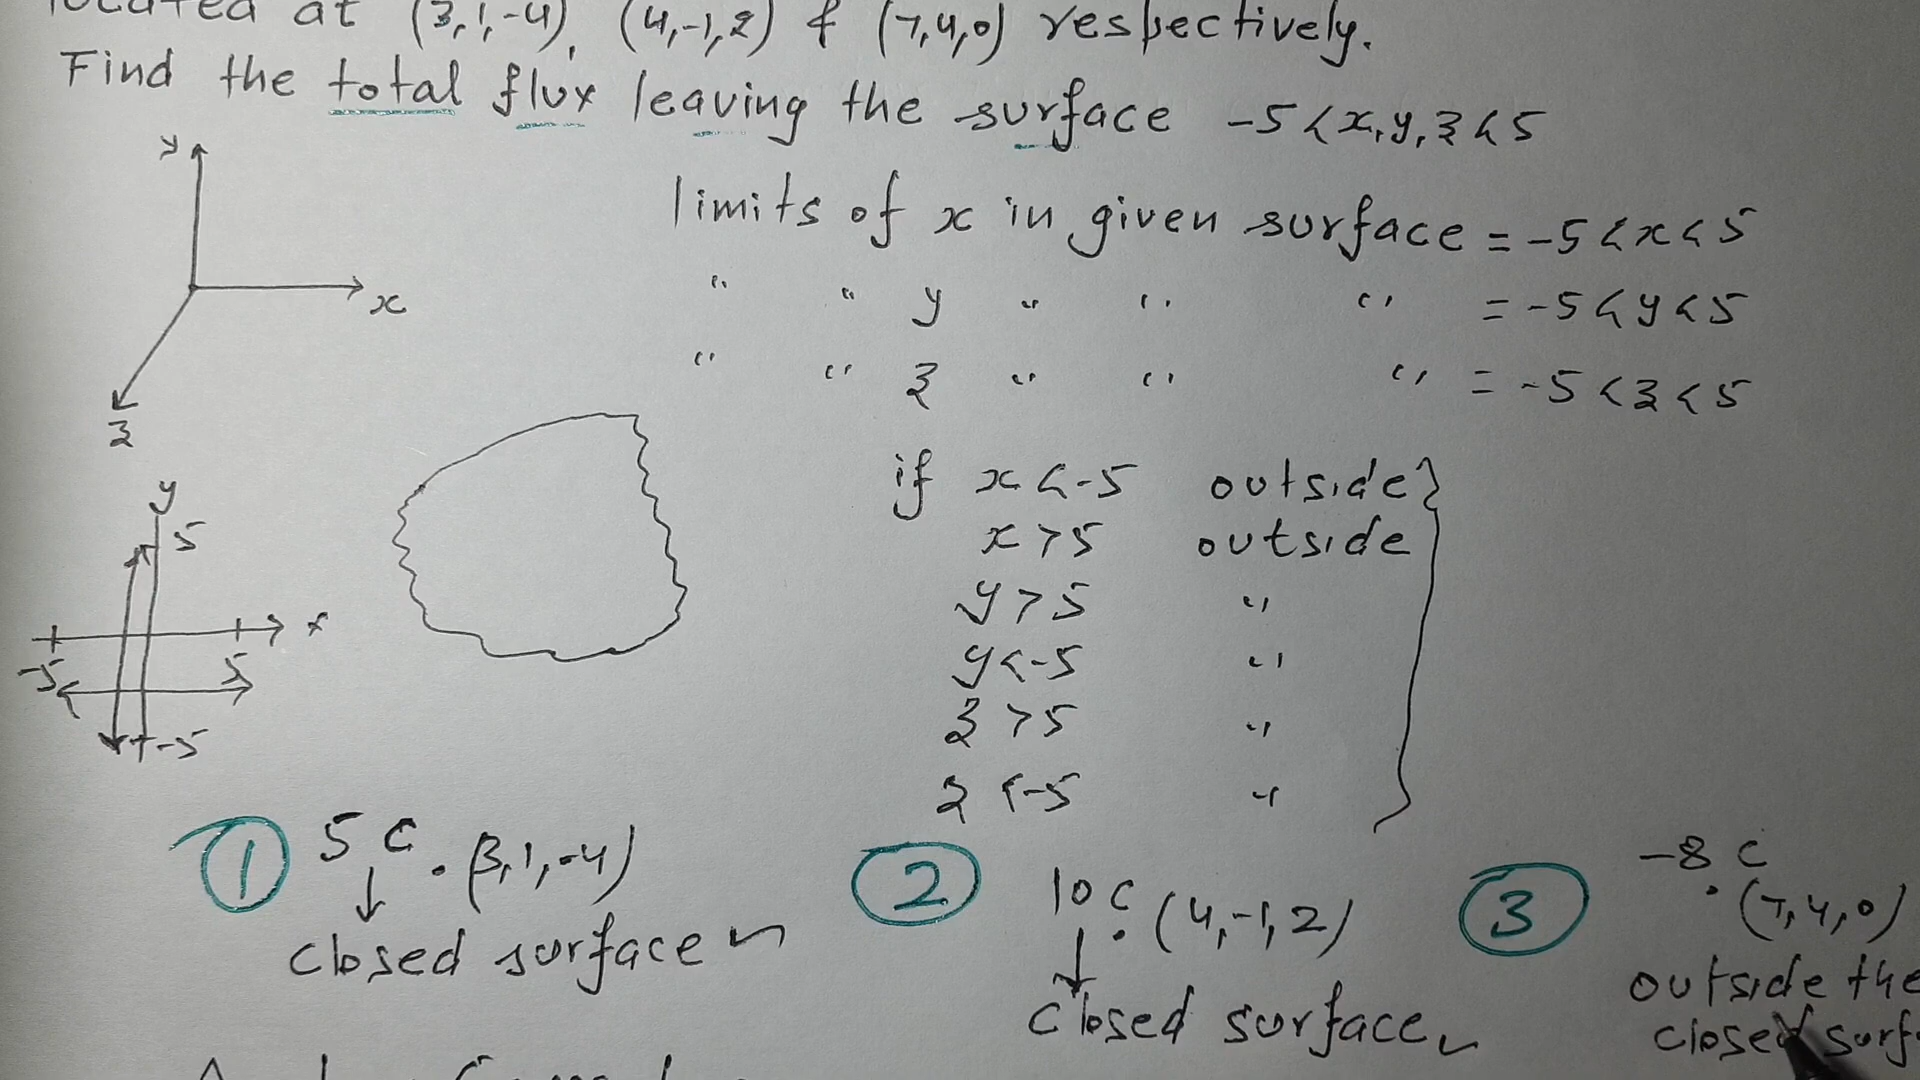 located at (3,1,-4), (4,-1,2) & (7,4,0) respectively.
Find the total flux leaving the surface -5<x,y,z<5
y
x
z
limits of x in given surface = -5<x<5
" " y " " " = -5<y<5
" " z " " " = -5<z<5
if x<-5 outside
x>5 outside
y>5 "
y<-5 "
z>5 "
z<-5 "
y
5
x
-5
5
-5
① 5 C . (3,1,-4)
closed surface
② 10 C . (4,-1,2)
closed surface
③ -8 C
. (7,4,0)
outside the
closed surf